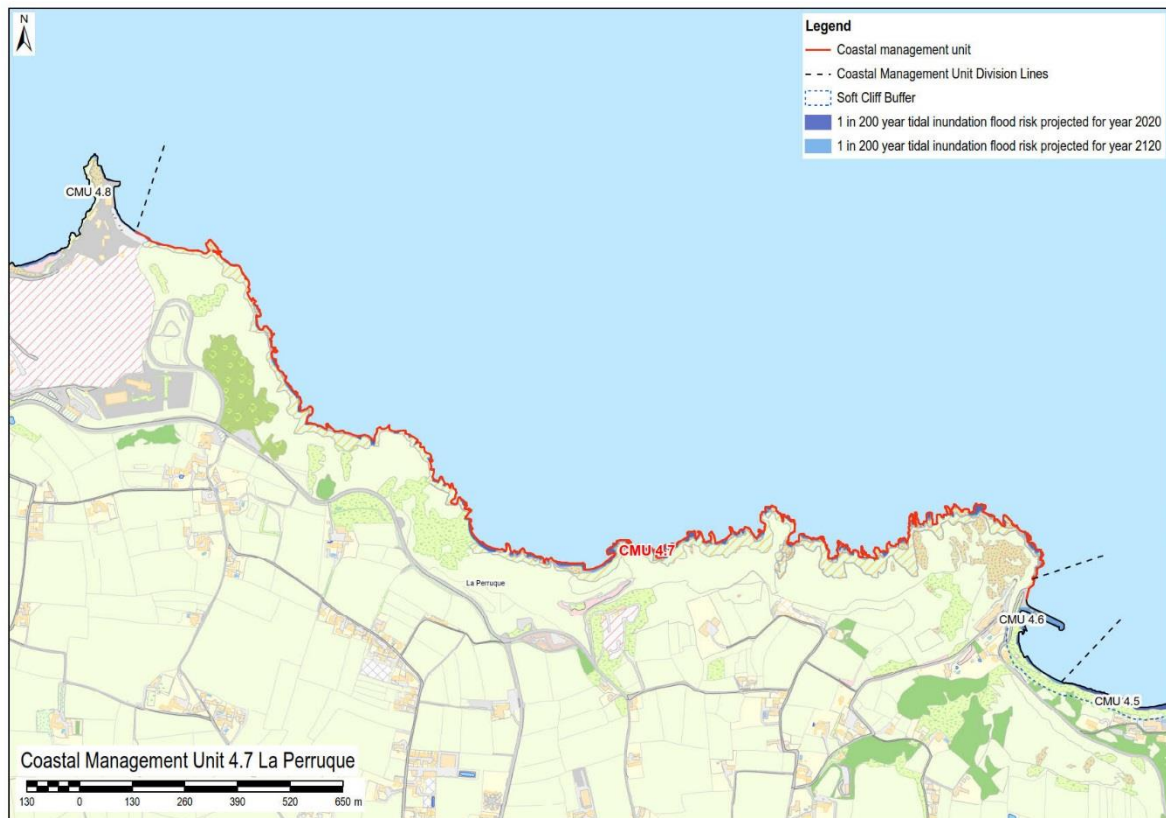 N
Legend
Coastal management unit
Coastal Management Unit Division Lines
Soft Cliff Buffer
1 in 200 year tidal inundation flood risk projected for year 2020
1 in 200 year tidal inundation flood risk projected for year 2120
CMU 4.8
CMU 4.7
La Perruque
CMU 4.6
CMU 4.5
Coastal Management Unit 4.7 La Perruque
130 0 130 260 390 520 650 m